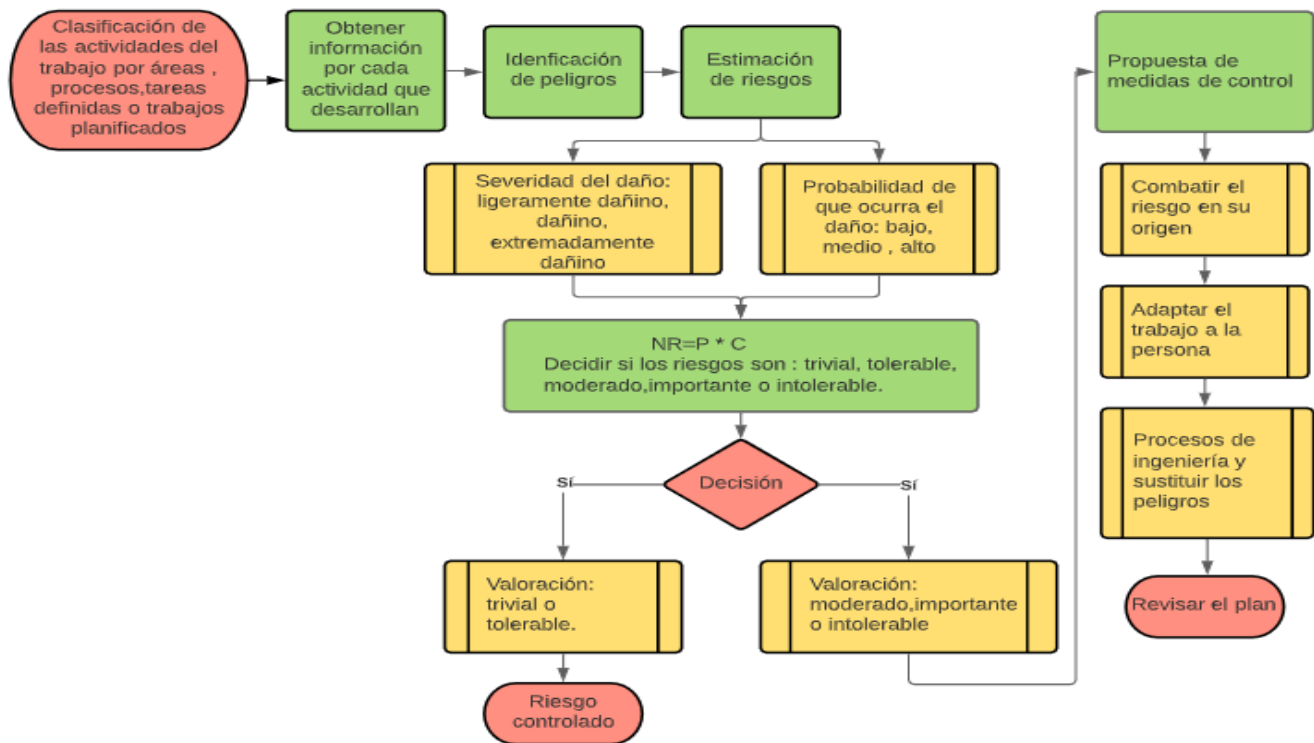 Clasificación de
las actividades del
trabajo por áreas ,
procesos,tareas
definidas o trabajos
planificados
Obtener
información
por cada
actividad que
desarrollan
Idenficación
de peligros
Estimación
de riesgos
Propuesta de
medidas de control
Severidad del daño:
ligeramente dañino,
dañino,
extremadamente
dañino
Probabilidad de
que ocurra el
daño: bajo,
medio , alto
Combatir el
riesgo en su
origen
NR=P * C
Decidir si los riesgos son : trivial, tolerable,
moderado,importante o intolerable.
Adaptar el
trabajo a la
persona
Decisión
Sí
Sí
Procesos de
ingeniería y
sustituir los
peligros
Valoración:
trivial o
tolerable.
Valoración:
moderado,importante
o intolerable
Revisar el plan
Riesgo
controlado